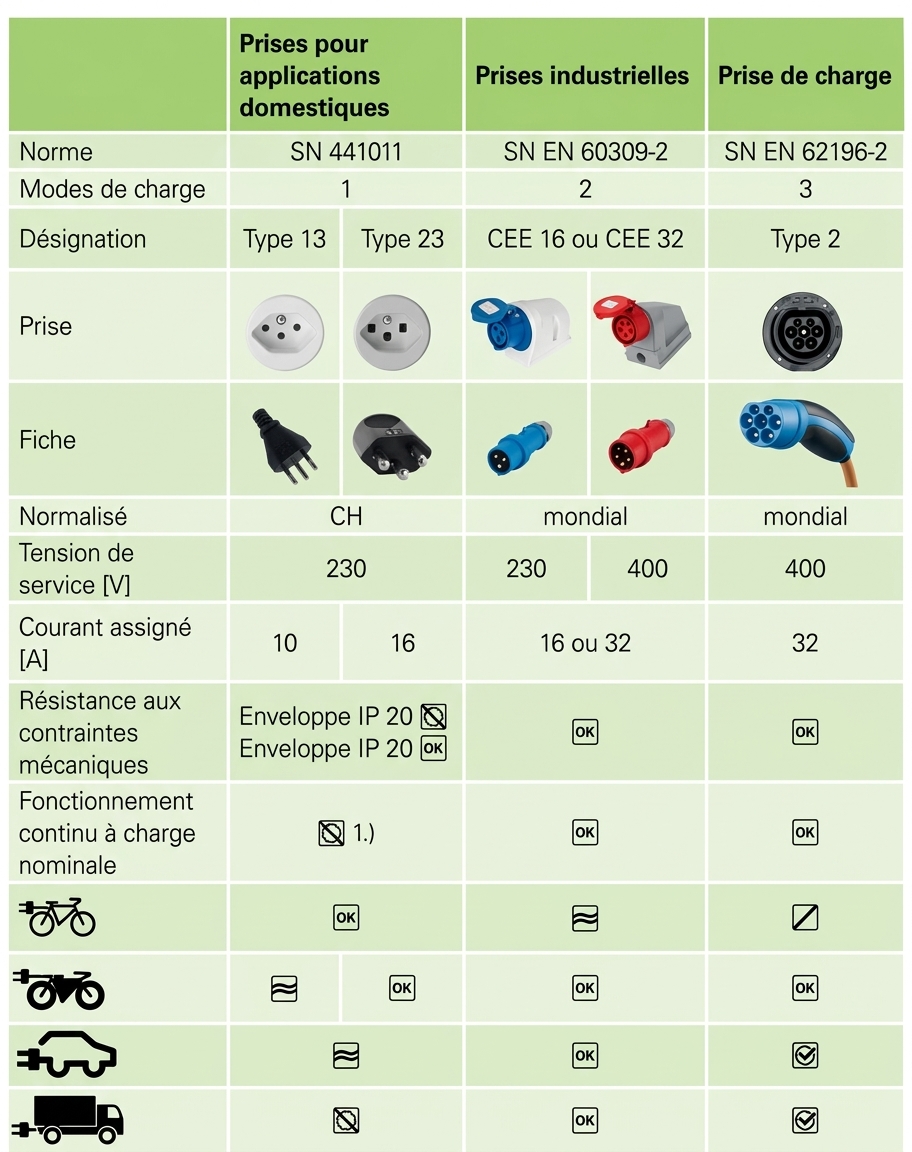 Prises pour
applications
domestiques
Prises industrielles
Prise de charge
Norme
SN 441011
SN EN 60309-2
SN EN 62196-2
Modes de charge
1
2
3
Désignation
Type 13
Type 23
CEE 16 ou CEE 32
Type 2
Prise
Fiche
Normalisé
CH
mondial
mondial
Tension de
service [V]
230
230
400
400
Courant assigné
[A]
10
16
16 ou 32
32
Résistance aux
contraintes
mécaniques
Enveloppe IP 20
Enveloppe IP 20 OK
OK
OK
Fonctionnement
continu à charge
nominale
1.)
OK
OK
OK
OK
OK
OK
OK
OK